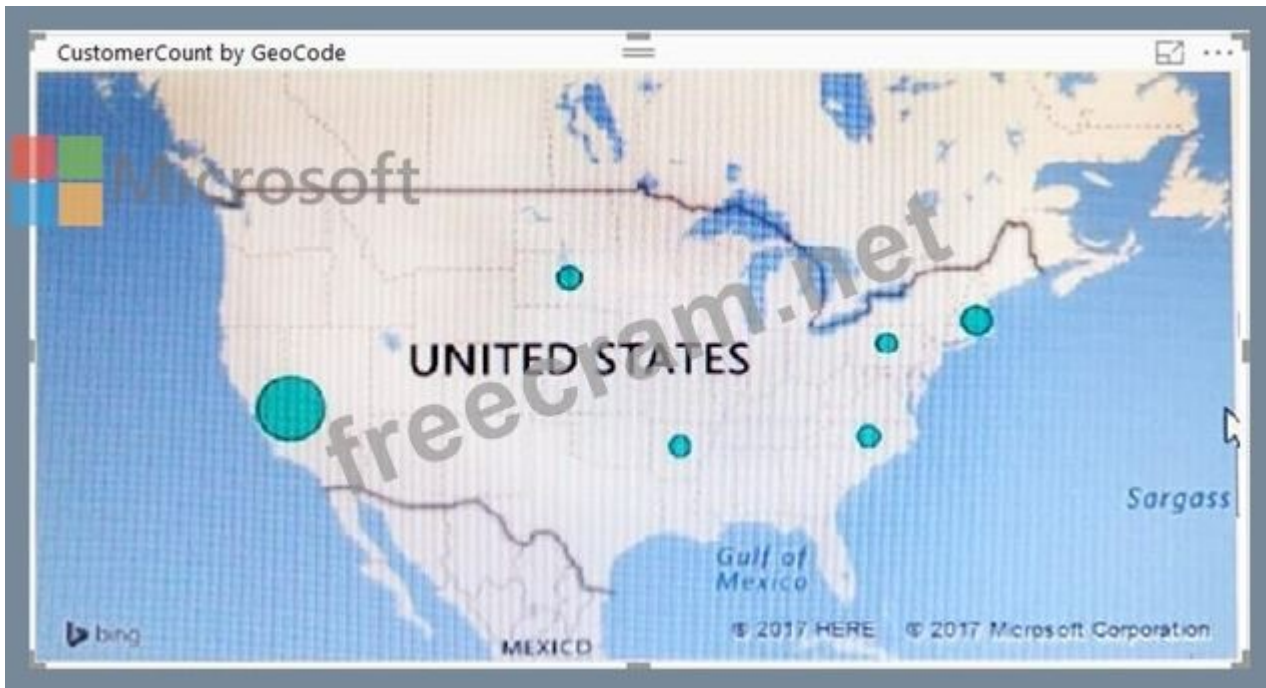 CustomerCount by GeoCode
Microsoft
freecram.net
UNITED STATES
Sargass
Gulf of
Mexico
bing
© 2017 HERE © 2017 Microsoft Corporation
MEXICO